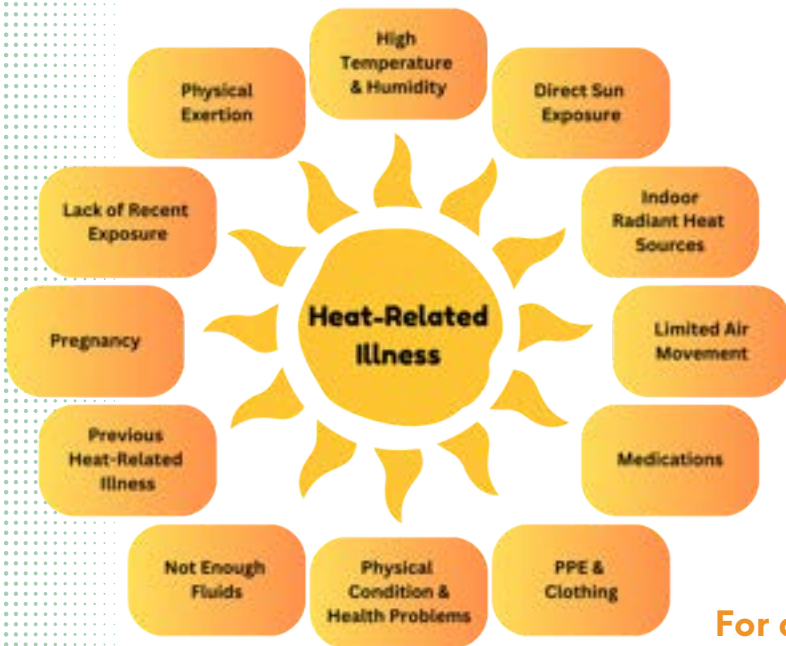 High
Temperature
& Humidity
Direct Sun
Exposure
Indoor
Radiant Heat
Sources
Limited Air
Movement
Medications
PPE &
Clothing
Physical
Condition &
Health Problems
Not Enough
Fluids
Previous
Heat-Related
Illness
Pregnancy
Lack of Recent
Exposure
Physical
Exertion
Heat-Related
Illness
For